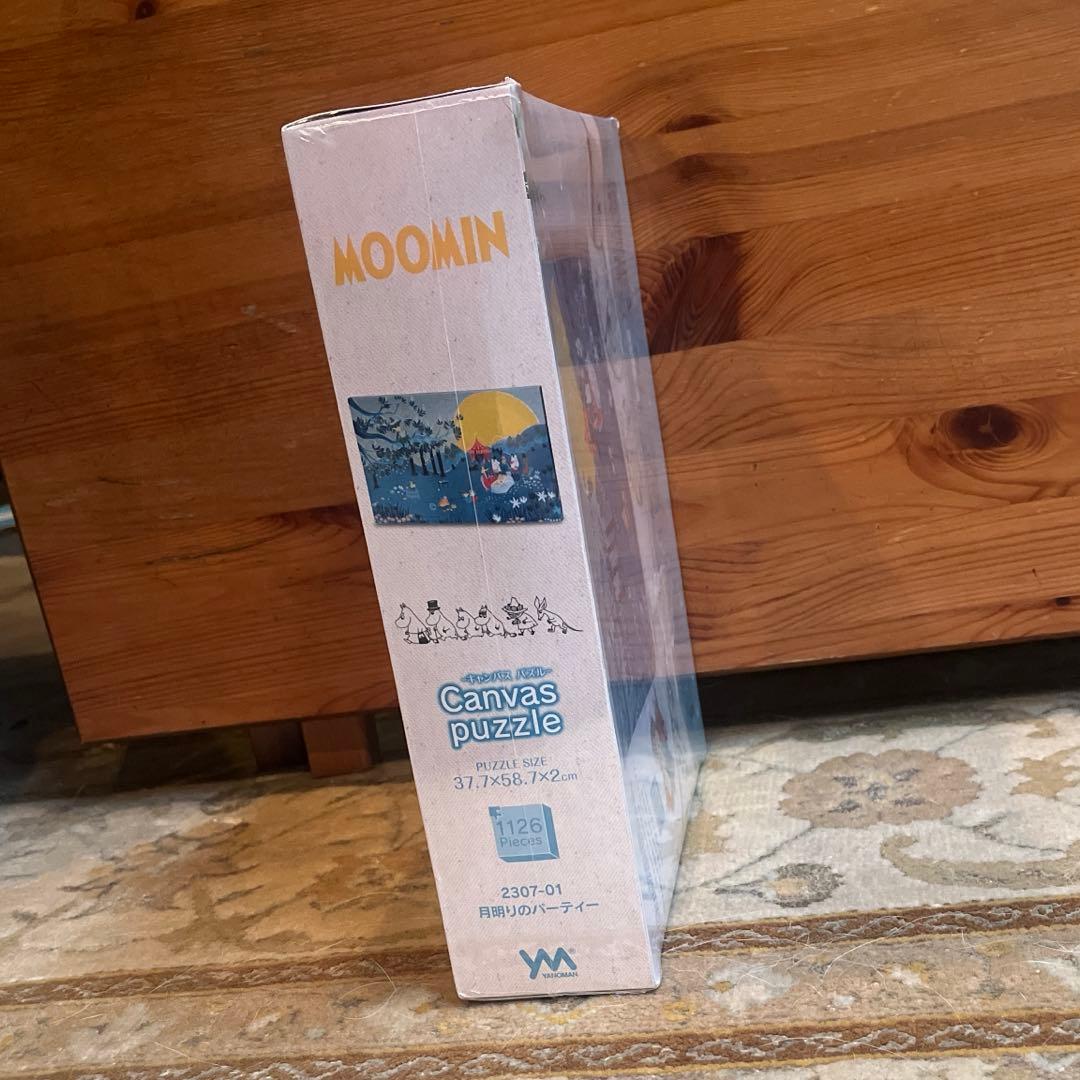 MOOMIN
-キャンバス パズル-
Canvas
puzzle
PUZZLE SIZE
37.7×58.7×2cm
1126
Pieces
2307-01
月明りのパーティー
YM®
YANOMAN